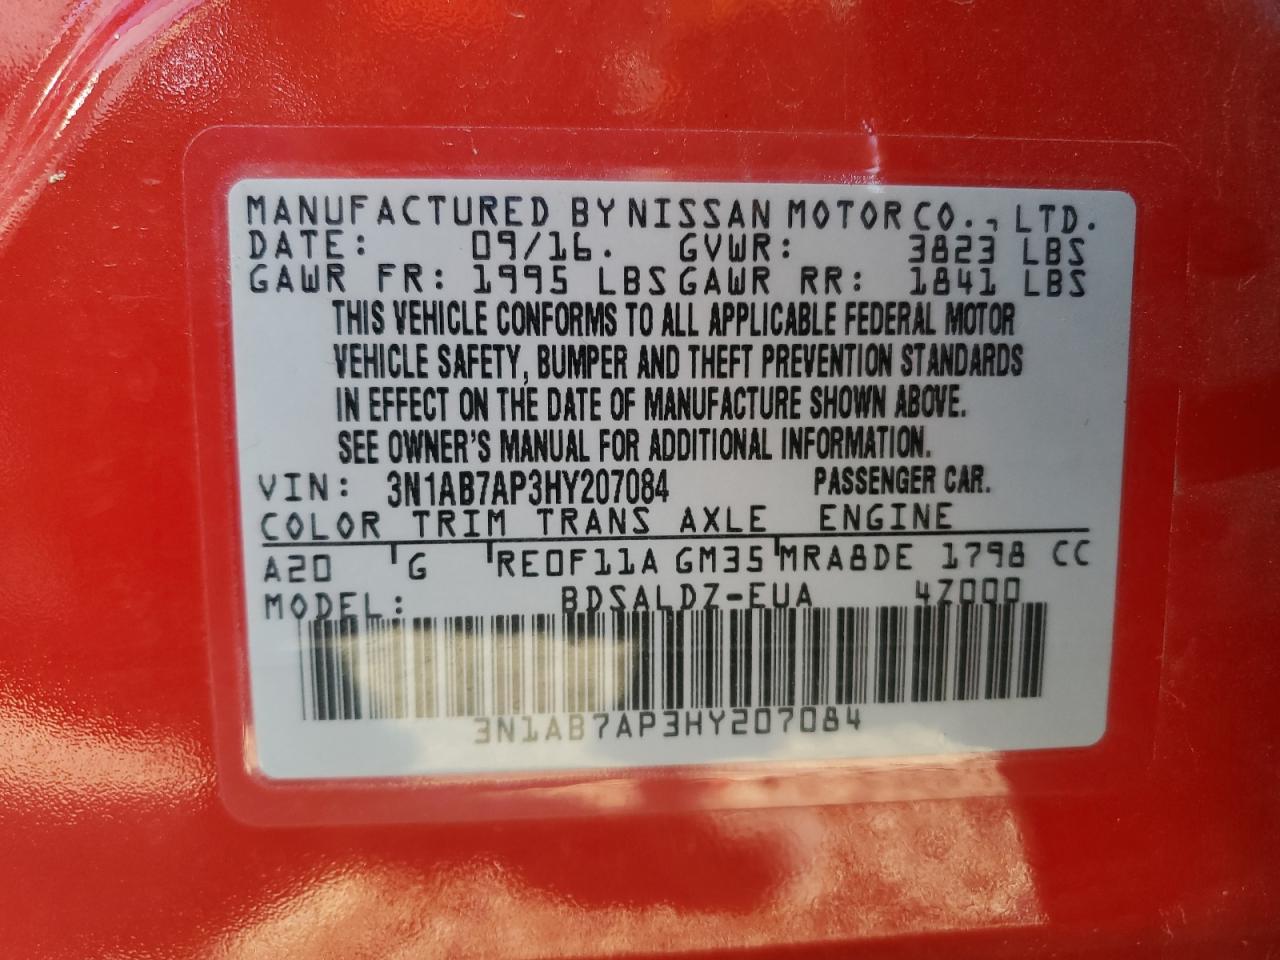 MANUFACTURED BY NISSAN MOTOR CO., LTD.
DATE: 09/16. GVWR: 3823 LBS
GAWR FR: 1995 LBS GAWR RR: 1841 LBS
THIS VEHICLE CONFORMS TO ALL APPLICABLE FEDERAL MOTOR
VEHICLE SAFETY, BUMPER AND THEFT PREVENTION STANDARDS
IN EFFECT ON THE DATE OF MANUFACTURE SHOWN ABOVE.
SEE OWNER'S MANUAL FOR ADDITIONAL INFORMATION.
VIN: 3N1AB7AP3HY207084 PASSENGER CAR.
COLOR TRIM TRANS AXLE ENGINE
A20 G RE0F11A GM35 MRA8DE 1798 CC
MODEL: BDSALDZ-EUA 4Z000
3N1AB7AP3HY207084